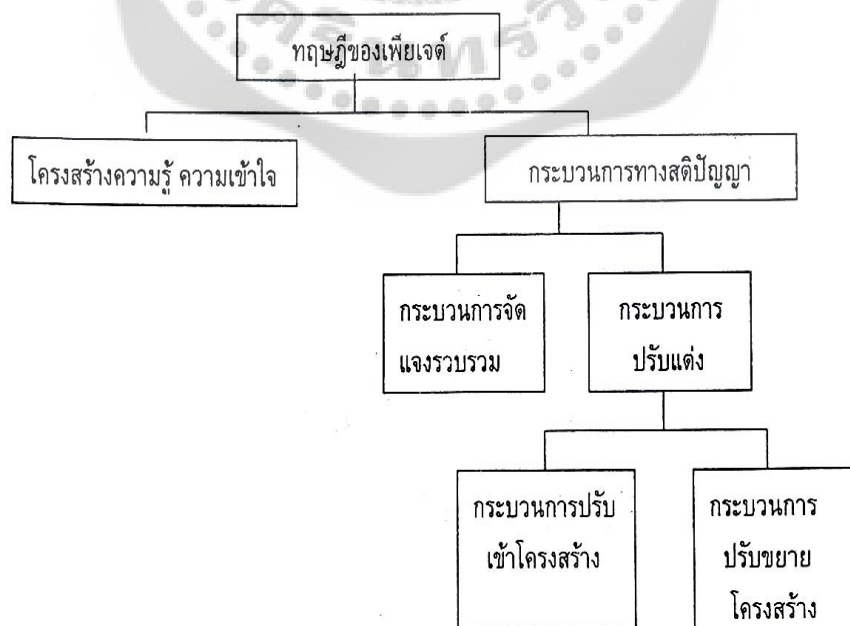 ทฤษฎีของเพียเจต์
โครงสร้างความรู้ ความเข้าใจ
กระบวนการทางสติปัญญา
กระบวนการจัด
แจงรวบรวม
กระบวนการ
ปรับแต่ง
กระบวนการปรับ
เข้าโครงสร้าง
กระบวนการ
ปรับขยาย
โครงสร้าง